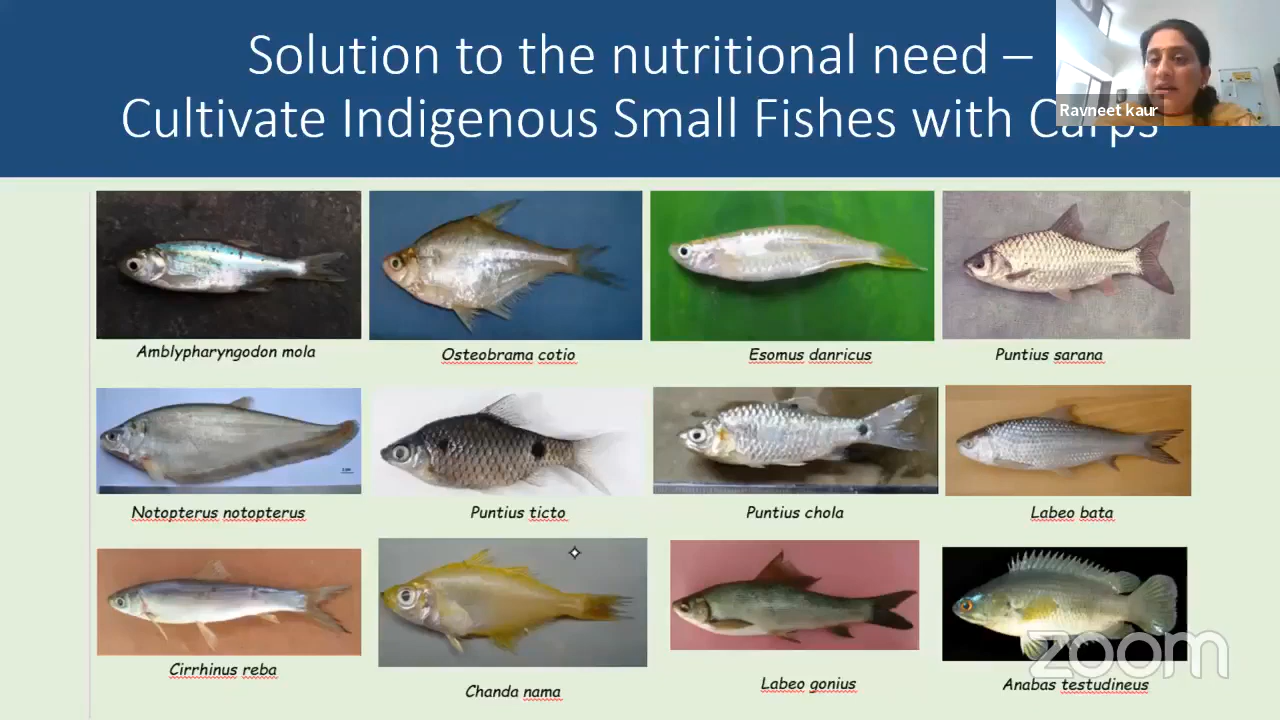 Solution to the nutritional need –
Cultivate Indigenous Small Fishes with Carps
Ravneet kaur
Amblypharyngodon mola
Osteobrama cotio
Esomus danricus
Puntius sarana
Notopterus notopterus
Puntius ticto
Puntius chola
Labeo bata
Cirrhinus reba
Chanda nama
Labeo gonius
Anabas testudineus
zoom